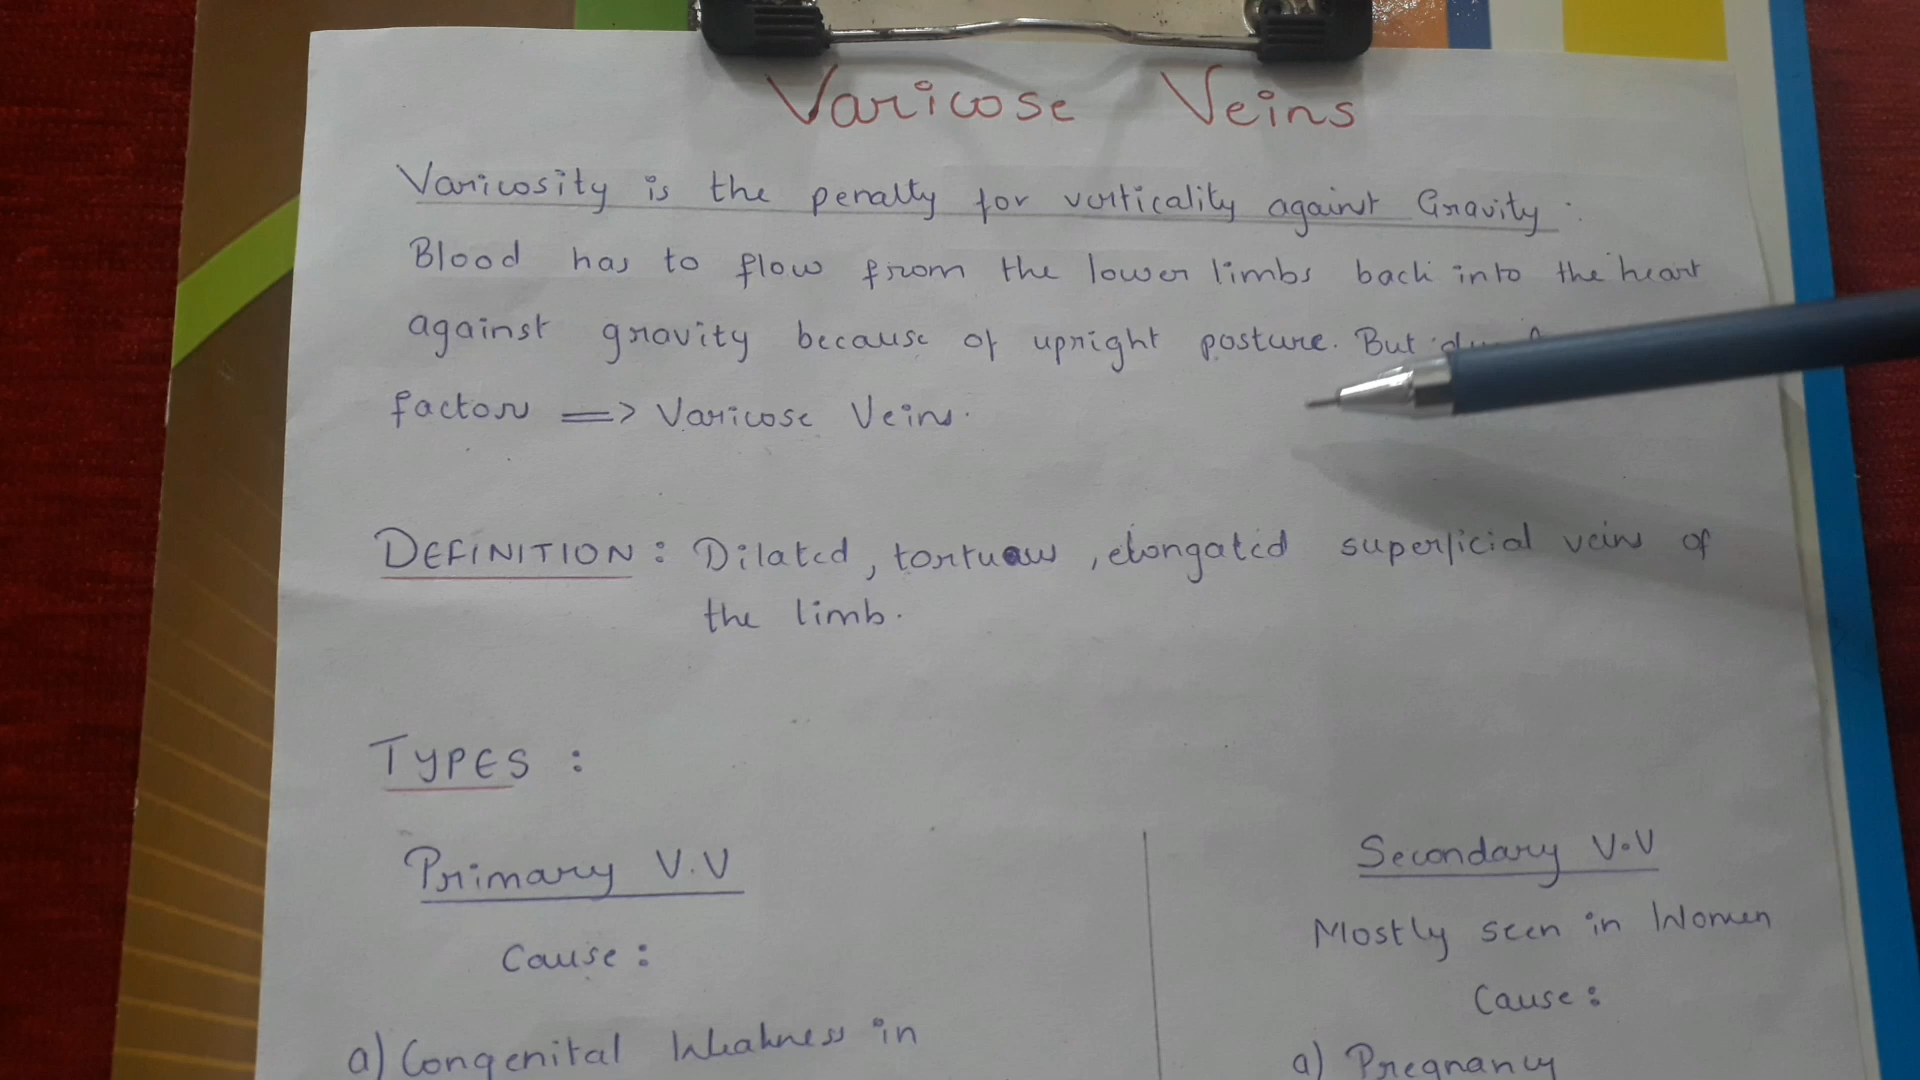 Varicose Veins
Varicosity is the penalty for verticality against Gravity.
Blood has to flow from the lower limbs back into the heart
against gravity because of upright posture. But
factors => Varicose Veins.
DEFINITION: Dilated, tortuous, elongated superficial veins of
the limb.
TYPES:
Primary V.V
Cause:
a) Congenital Weakness in
Secondary V.V
Mostly seen in Women
Cause:
a) Pregnancy